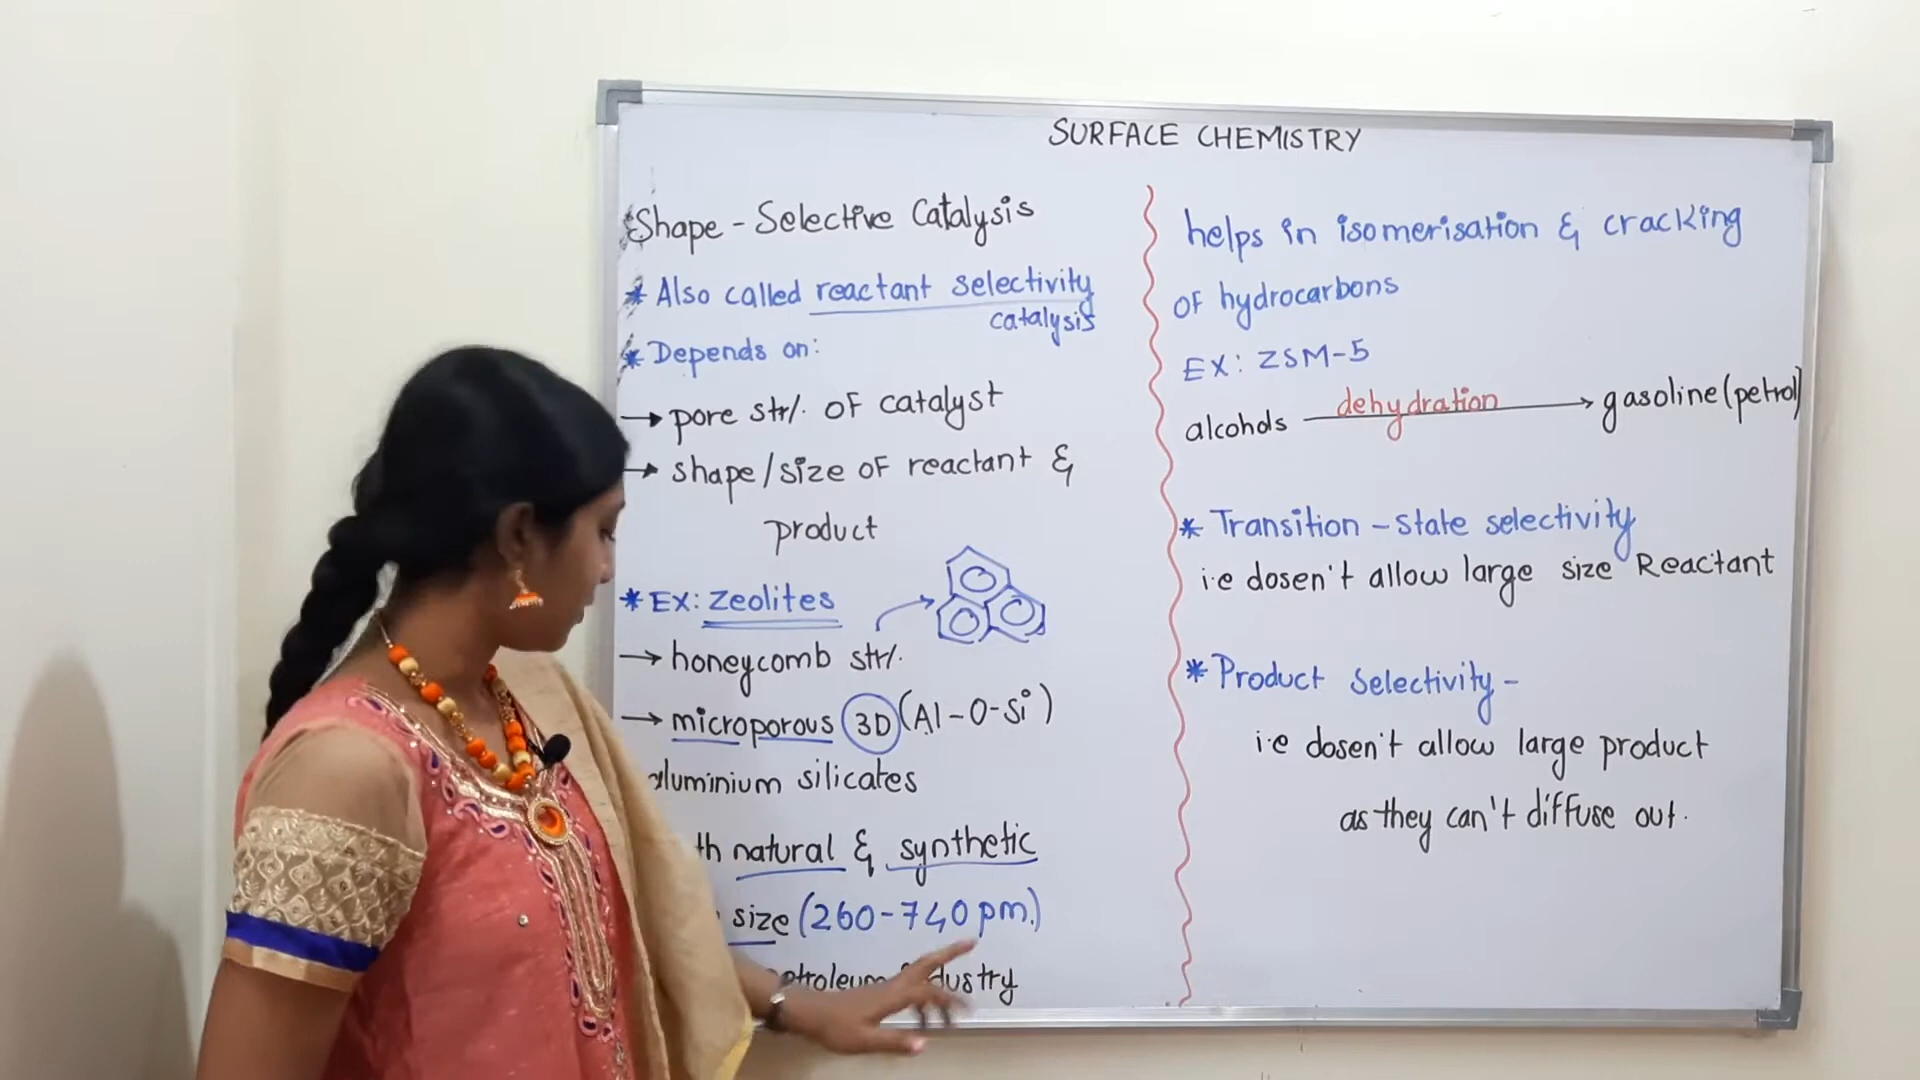 SURFACE CHEMISTRY
Shape - Selective Catalysis
* Also called reactant selectivity
catalysis
* Depends on:
→ pore str/. OF catalyst
→ shape/size OF reactant &
product
* EX: Zeolites
→ honeycomb str/.
→ microporous 3D (Al-O-Si)
aluminium silicates
natural & synthetic
size (260-740 pm.)
helps in isomerisation & cracking
of hydrocarbons
EX: ZSM-5
alcohols dehydration → gasoline (petrol)
* Transition - state selectivity
i.e dosen't allow large size Reactant
* Product Selectivity -
i.e dosen't allow large product
as they can't diffuse out.